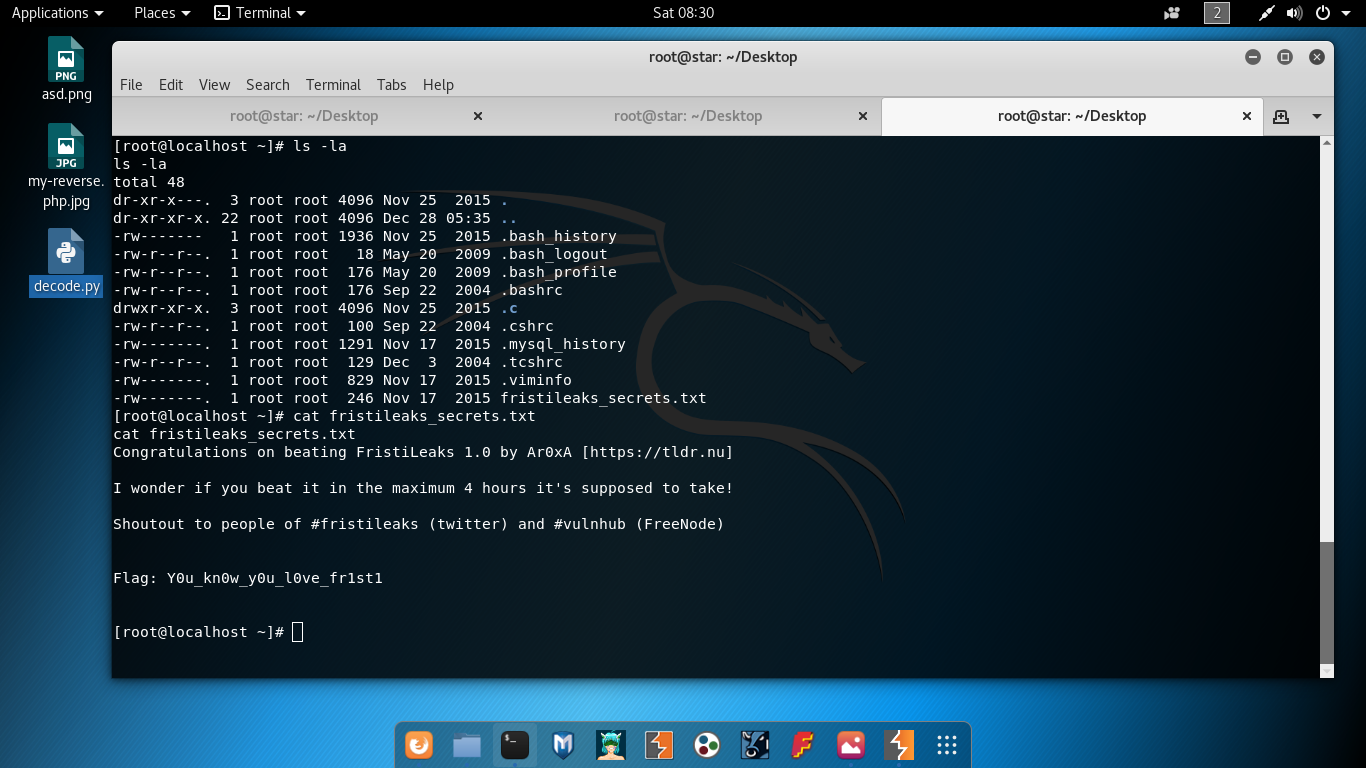 Applications Places Terminal Sat 08:30 2
PNG
asd.png
JPG
my-reverse.
php.jpg
decode.py
root@star: ~/Desktop
File Edit View Search Terminal Tabs Help
root@star: ~/Desktop root@star: ~/Desktop root@star: ~/Desktop
[root@localhost ~]# ls -la
ls -la
total 48
dr-xr-x---.  3 root root 4096 Nov 25  2015 .
dr-xr-xr-x. 22 root root 4096 Dec 28 05:35 ..
-rw-------   1 root root 1936 Nov 25  2015 .bash_history
-rw-r--r--.  1 root root   18 May 20  2009 .bash_logout
-rw-r--r--.  1 root root  176 May 20  2009 .bash_profile
-rw-r--r--.  1 root root  176 Sep 22  2004 .bashrc
drwxr-xr-x.  3 root root 4096 Nov 25  2015 .c
-rw-r--r--.  1 root root  100 Sep 22  2004 .cshrc
-rw-------.  1 root root 1291 Nov 17  2015 .mysql_history
-rw-r--r--.  1 root root  129 Dec  3  2004 .tcshrc
-rw-------.  1 root root  829 Nov 17  2015 .viminfo
-rw-------.  1 root root  246 Nov 17  2015 fristileaks_secrets.txt
[root@localhost ~]# cat fristileaks_secrets.txt
cat fristileaks_secrets.txt
Congratulations on beating FristiLeaks 1.0 by Ar0xA [https://tldr.nu]
I wonder if you beat it in the maximum 4 hours it's supposed to take!
Shoutout to people of #fristileaks (twitter) and #vulnhub (FreeNode)
Flag: Y0u_kn0w_y0u_l0ve_fr1st1
[root@localhost ~]#